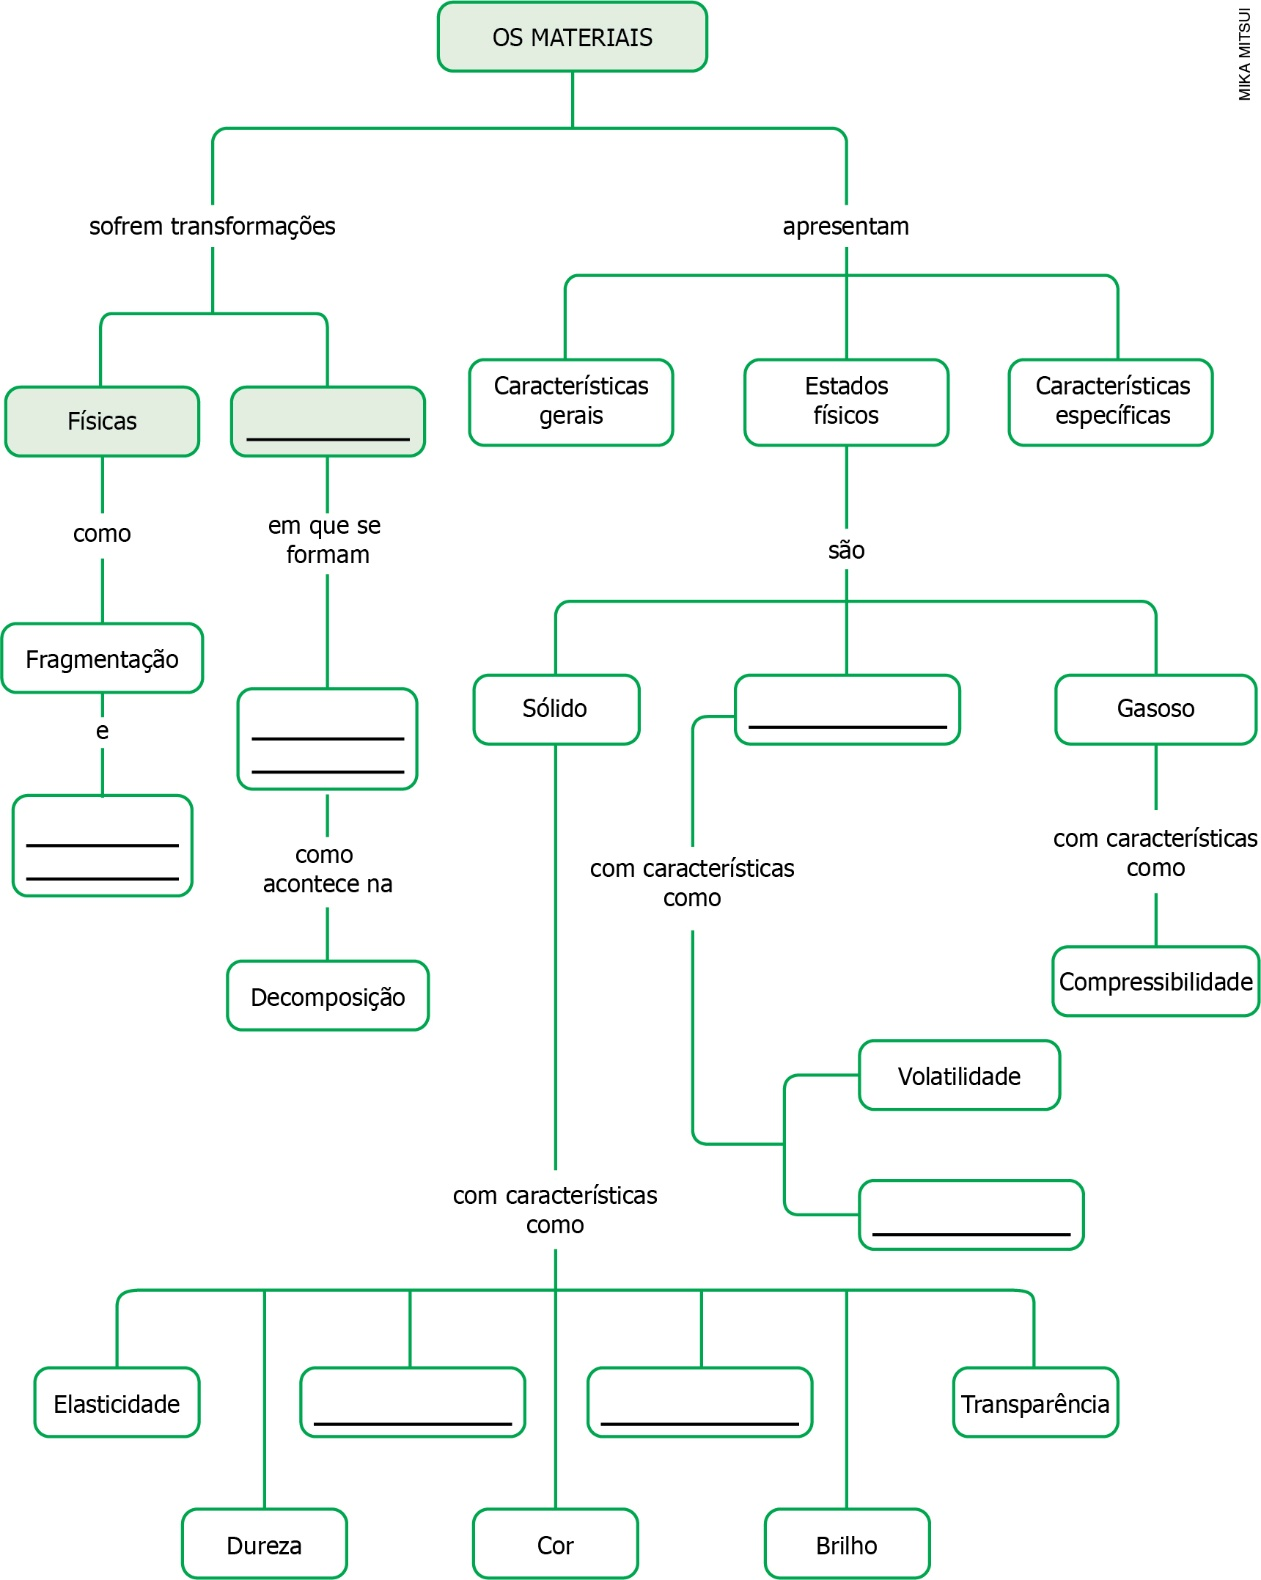 OS MATERIAIS
MIKA MITSUI
sofrem transformações
apresentam
Físicas
Características
gerais
Estados
físicos
Características
específicas
como
em que se
formam
são
Fragmentação
Sólido
Gasoso
e
como
acontece na
com características
como
com características
como
Decomposição
Compressibilidade
Volatilidade
com características
como
Elasticidade
Transparência
Dureza
Cor
Brilho